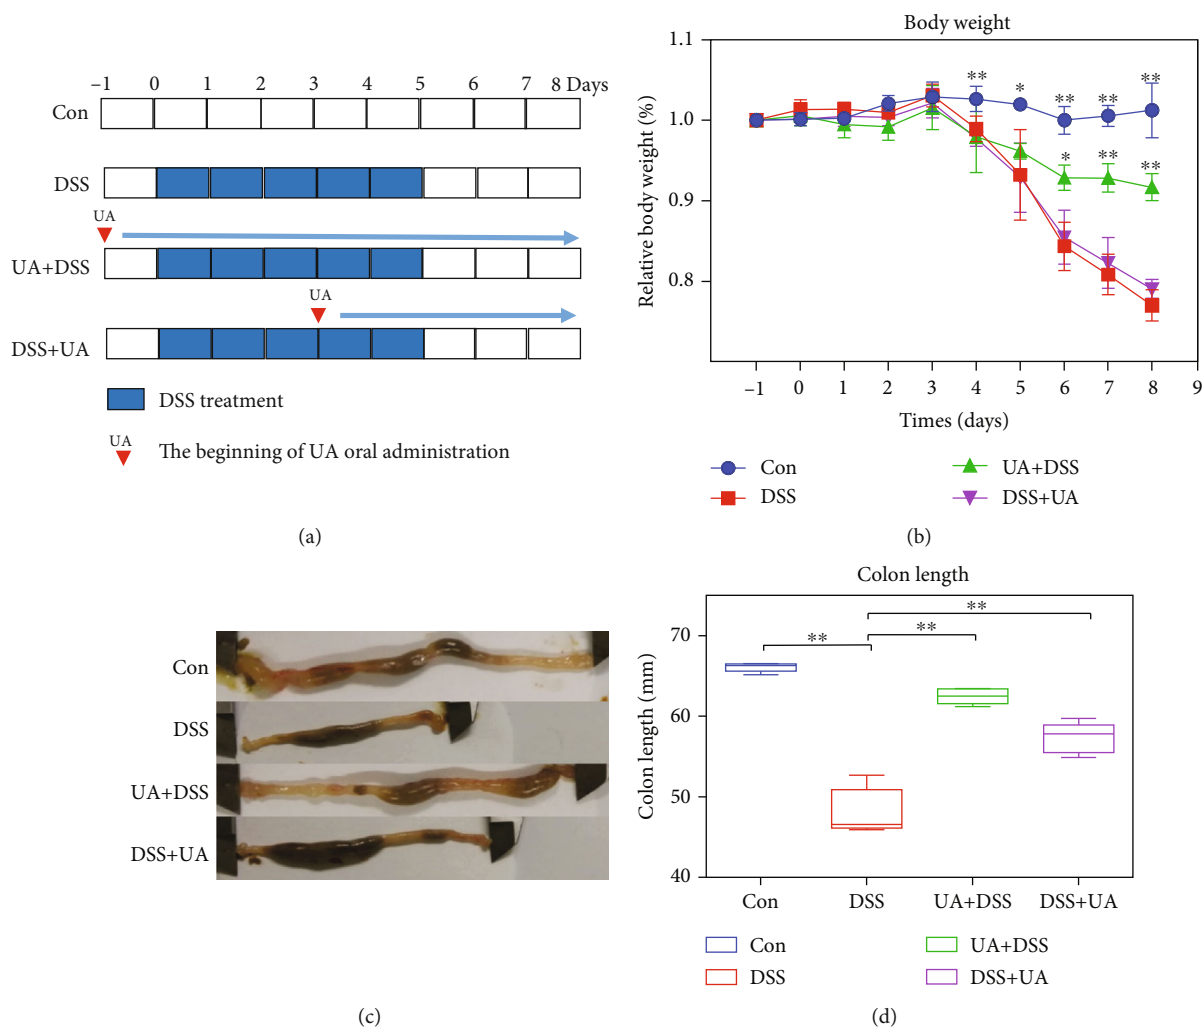 −1 0 1 2 3 4 5 6 7 8 Days
Con
DSS
UA
UA+DSS
UA
DSS+UA
DSS treatment
UA
The beginning of UA oral administration
(a)
Body weight
Relative body weight (%)
1.1
1.0
0.9
0.8
** * ** ** **
* ** **
−1 0 1 2 3 4 5 6 7 8 9
Times (days)
Con
DSS
UA+DSS
DSS+UA
(b)
Con
DSS
UA+DSS
DSS+UA
(c)
Colon length
Colon length (mm)
70
60
50
40
**
**
**
Con DSS UA+DSS DSS+UA
Con
DSS
UA+DSS
DSS+UA
(d)